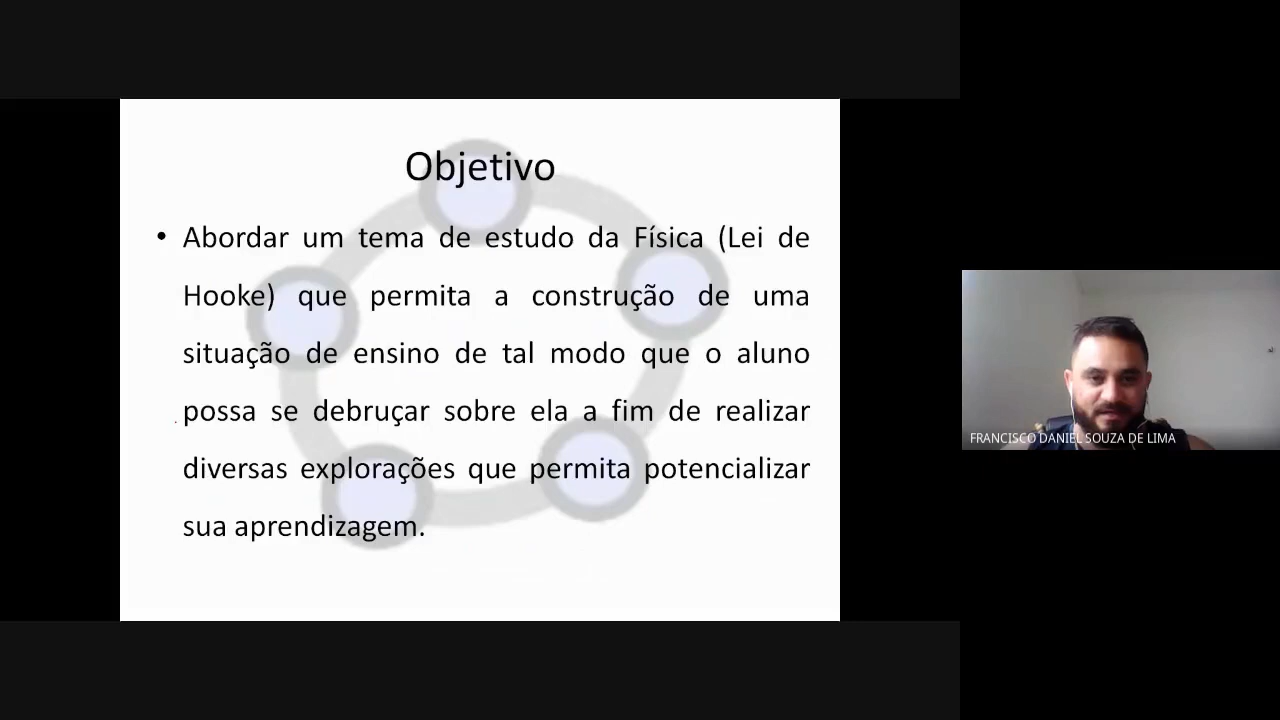 Objetivo
• Abordar um tema de estudo da Física (Lei de
Hooke) que permita a construção de uma
situação de ensino de tal modo que o aluno
possa se debruçar sobre ela a fim de realizar
diversas explorações que permita potencializar
sua aprendizagem.
FRANCISCO DANIEL SOUZA DE LIMA